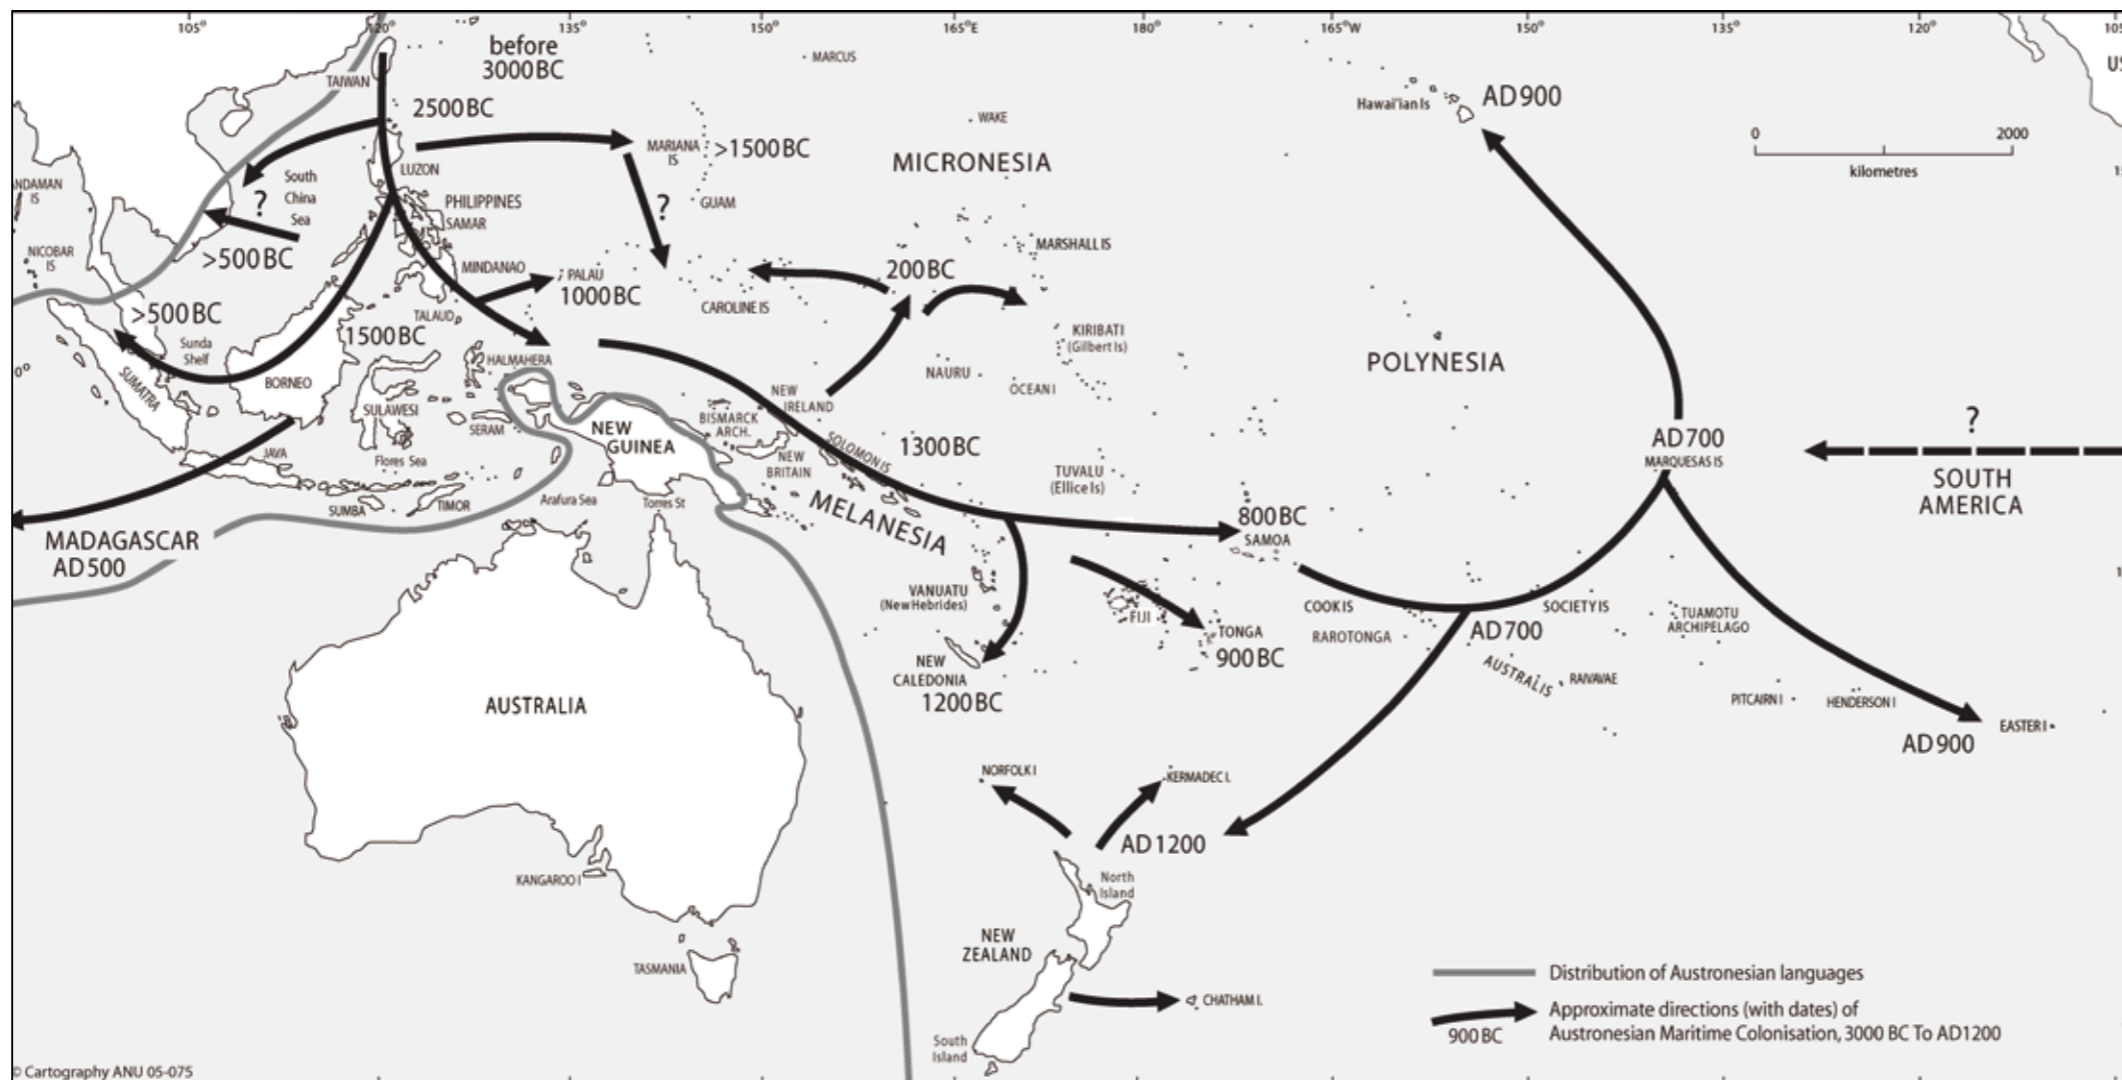 105°
120°
135°
150°
165°E
180°
165°W
150°
135°
120°
before
3000BC
MARCUS
TAIWAN
2500BC
Hawai'ian Is
AD900
WAKE
0
2000
kilometres
MARIANA
IS
>1500BC
MICRONESIA
LUZON
South
China
Sea
?
NDAMAN
IS
PHILIPPINES
SAMAR
?
GUAM
NICOBAR
IS
>500BC
MINDANAO
PALAU
1000BC
200BC
MARSHALL IS
CAROLINE IS
>500BC
TALAUD
1500BC
Sunda
Shelf
KIRIBATI
(Gilbert Is)
HALMAHERA
POLYNESIA
0°
SUMATRA
BORNEO
NAURU
OCEAN I
NEW
IRELAND
SULAWESI
BISMARCK
ARCH.
SERAM
NEW
GUINEA
SOLOMON IS
1300BC
?
AD700
MARQUESAS IS
JAVA
Flores Sea
NEW
BRITAIN
TUVALU
(Ellice Is)
SOUTH
AMERICA
SUMBA
TIMOR
Arafura Sea
Torres St
MELANESIA
800BC
SAMOA
MADAGASCAR
AD500
VANUATU
(New Hebrides)
FIJI
COOK IS
SOCIETY IS
TUAMOTU
ARCHIPELAGO
TONGA
900BC
RAROTONGA
AD700
NEW
CALEDONIA
1200BC
AUSTRAL IS
RAIVAVAE
AUSTRALIA
PITCAIRN I
HENDERSON I
EASTER I
AD900
NORFOLK I
KERMADEC I.
AD1200
KANGAROO I
North
Island
NEW
ZEALAND
TASMANIA
CHATHAM I.
South
Island
Distribution of Austronesian languages
Approximate directions (with dates) of
900BC
Austronesian Maritime Colonisation, 3000 BC To AD1200
© Cartography ANU 05-075